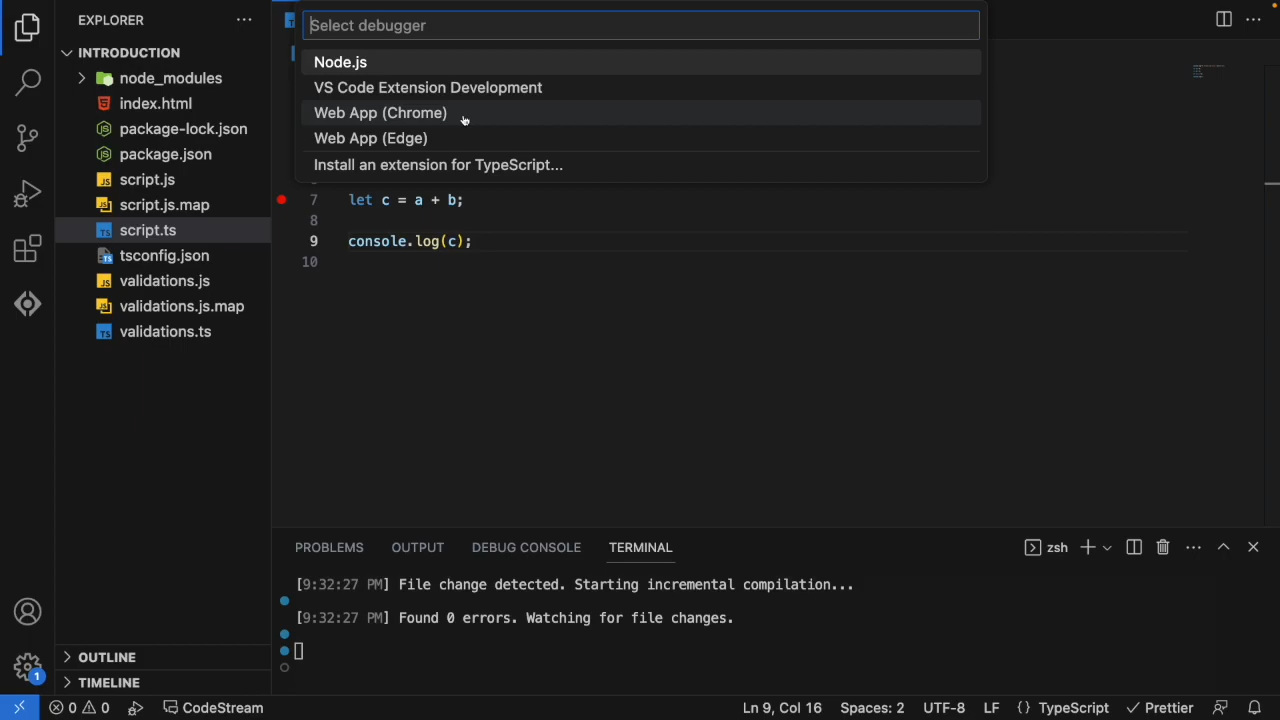 EXPLORER
INTRODUCTION
node_modules
index.html
package-lock.json
package.json
script.js
script.js.map
script.ts
tsconfig.json
validations.js
validations.js.map
validations.ts
OUTLINE
TIMELINE
Select debugger
Node.js
VS Code Extension Development
Web App (Chrome)
Web App (Edge)
Install an extension for TypeScript...
7 let c = a + b;
8
9 console.log(c);
10
PROBLEMS OUTPUT DEBUG CONSOLE TERMINAL zsh
[9:32:27 PM] File change detected. Starting incremental compilation...
[9:32:27 PM] Found 0 errors. Watching for file changes.
1
0 0 CodeStream Ln 9, Col 16 Spaces: 2 UTF-8 LF {} TypeScript Prettier